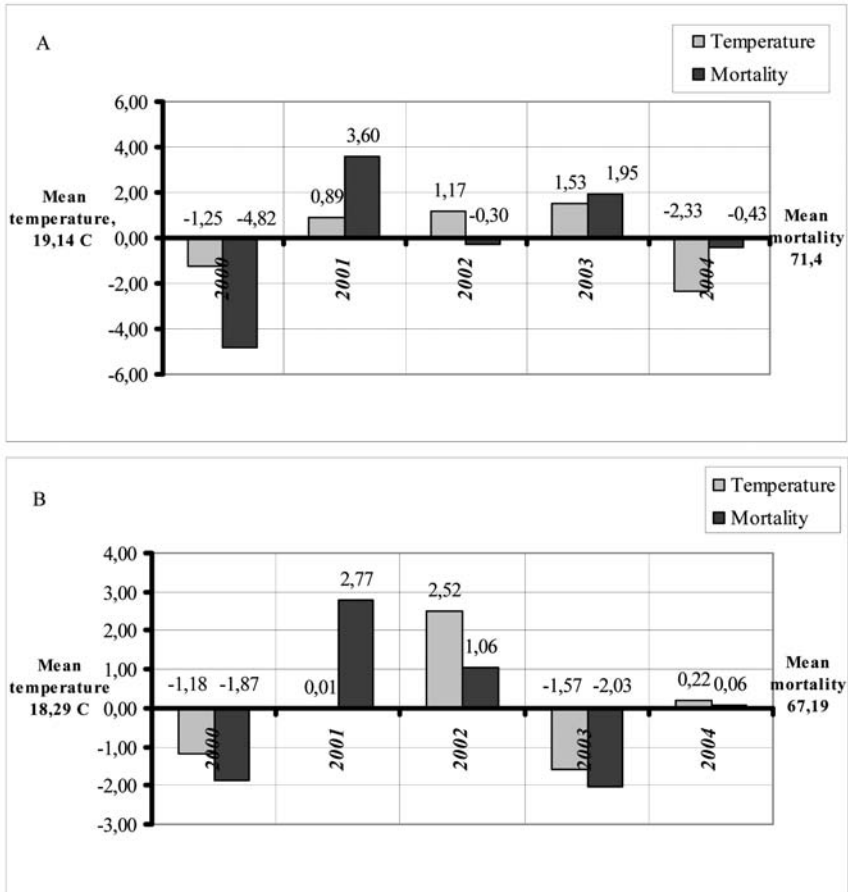 A
Temperature
Mortality
6,00
4,00
2,00
0,00
-2,00
-4,00
-6,00
Mean
temperature,
19,14 C
-1,25 -4,82
0,89
3,60
1,17
-0,30
1,53
1,95
-2,33
-0,43
2000
2001
2002
2003
2004
Mean
mortality
71,4
B
Temperature
Mortality
4,00
3,00
2,00
1,00
0,00
-1,00
-2,00
-3,00
Mean
temperature
18,29 C
-1,18 -1,87
0,01
2,77
2,52
1,06
-1,57 -2,03
0,22 0,06
2000
2001
2002
2003
2004
Mean
mortality
67,19